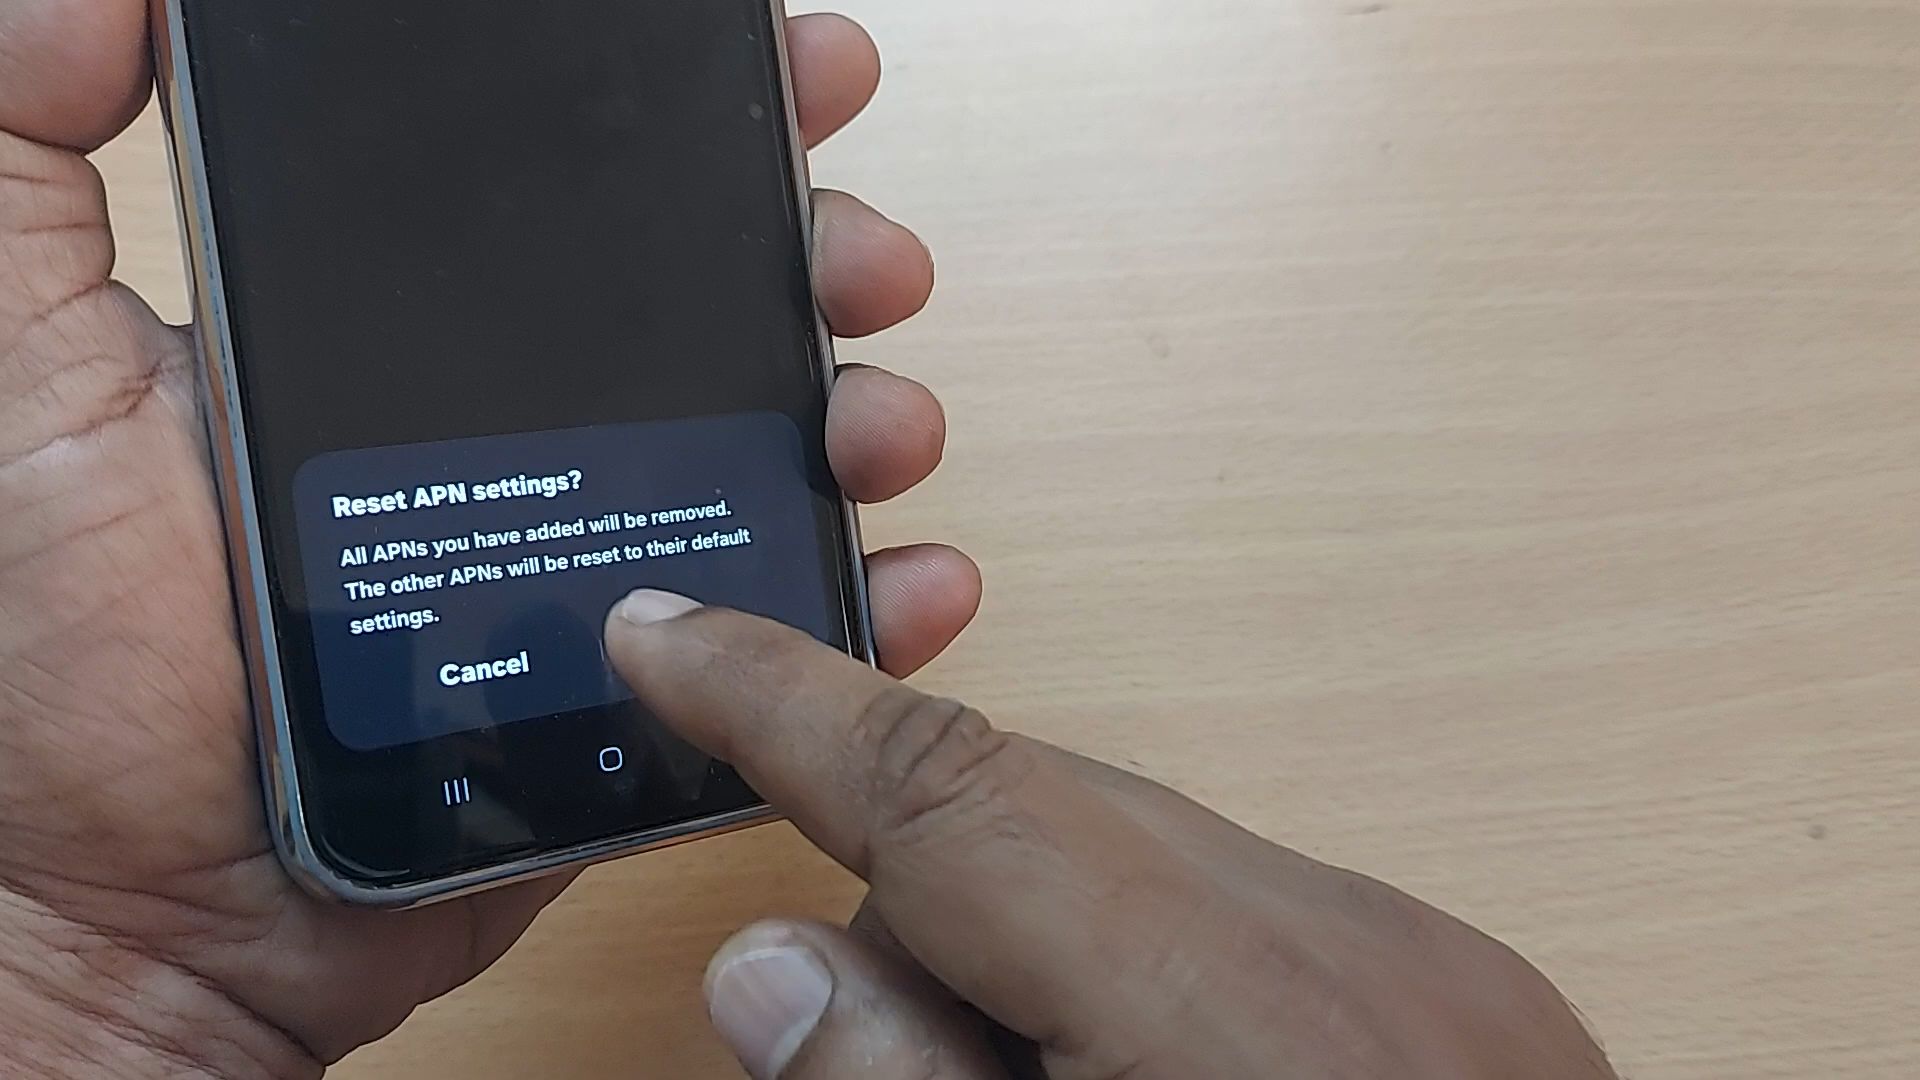 Reset APN settings?
All APNs you have added will be removed.
The other APNs will be reset to their default
settings.
Cancel